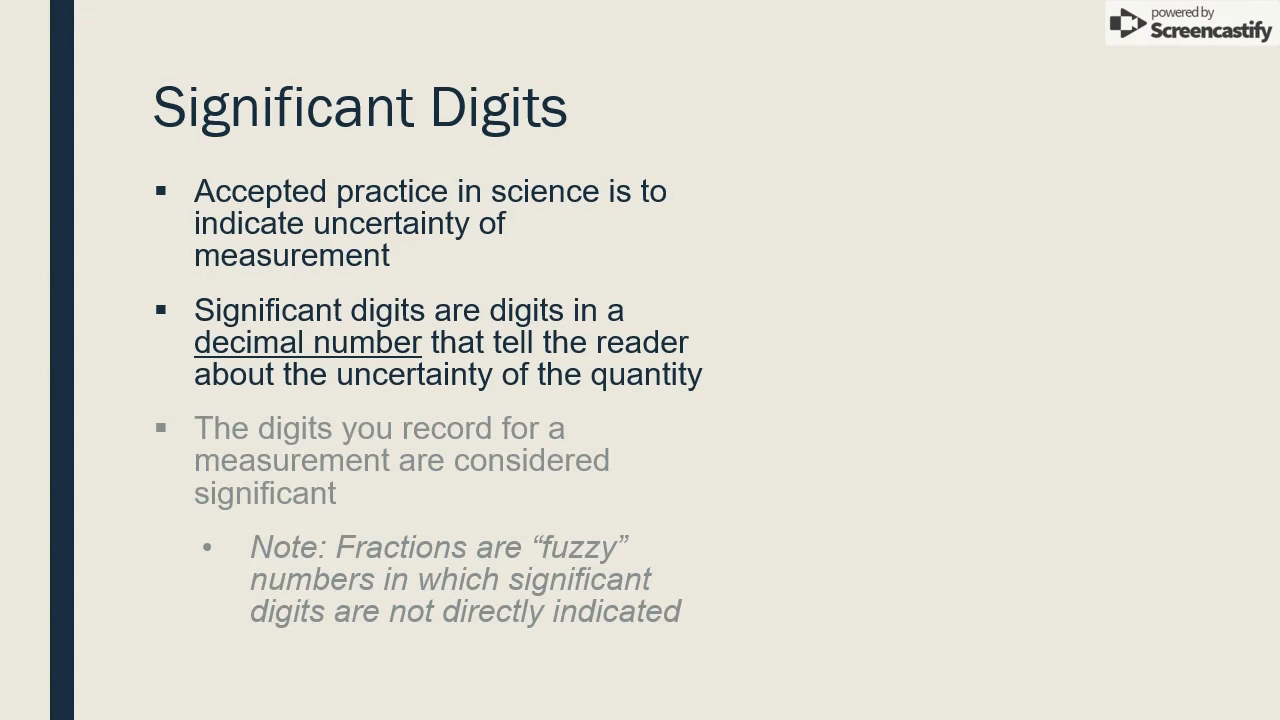 powered by
Screencastify
Significant Digits
▪ Accepted practice in science is to
indicate uncertainty of
measurement
▪ Significant digits are digits in a
decimal number that tell the reader
about the uncertainty of the quantity
▪ The digits you record for a
measurement are considered
significant
• Note: Fractions are “fuzzy”
numbers in which significant
digits are not directly indicated